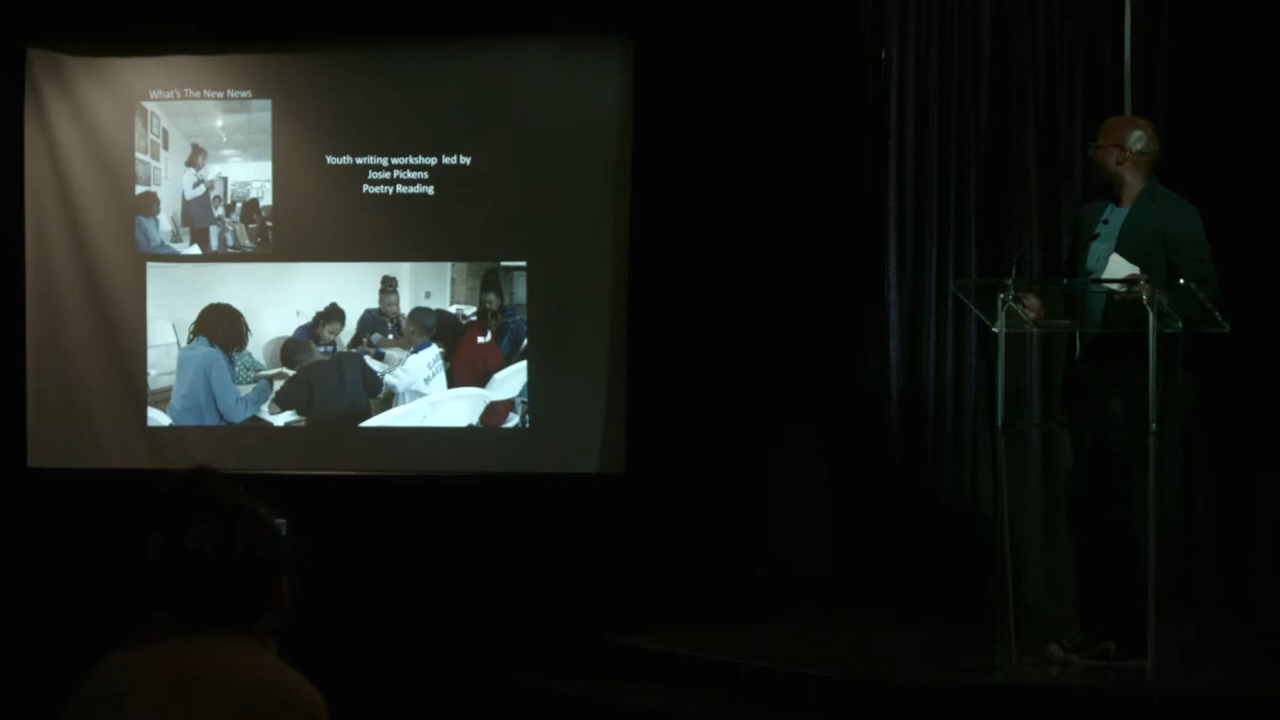 What's The New News
Youth writing workshop led by
Josie Pickens
Poetry Reading